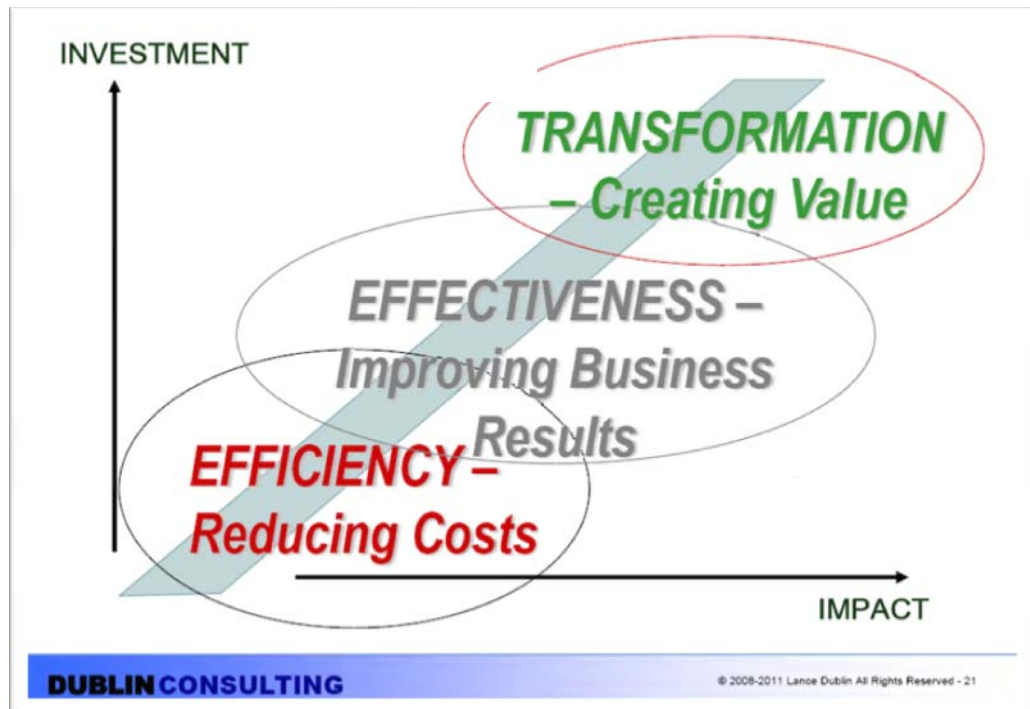 INVESTMENT
TRANSFORMATION
– Creating Value
EFFECTIVENESS –
Improving Business
Results
EFFICIENCY –
Reducing Costs
IMPACT
DUBLIN CONSULTING
© 2008-2011 Lance Dublin All Rights Reserved - 21